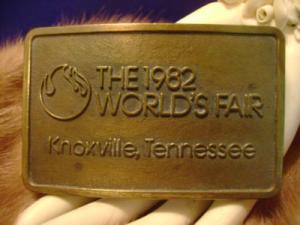 THE 1982
WORLD'S FAIR
Knoxville, Tennessee